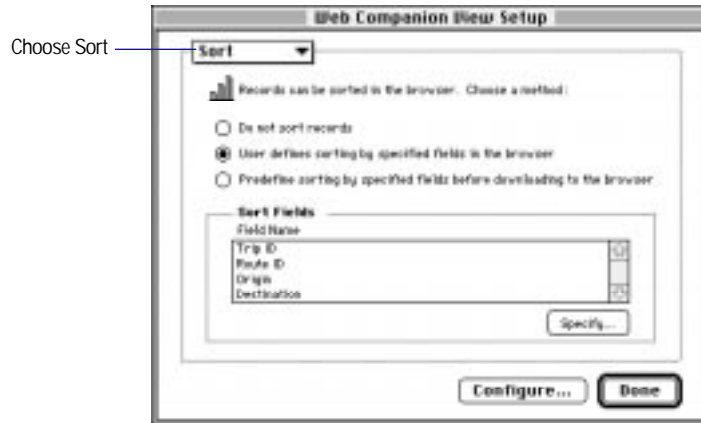 Web Companion View Setup
Choose Sort
Sort
Records can be sorted in the browser. Choose a method:
Do not sort records
User defines sorting by specified fields in the browser
Predefine sorting by specified fields before downloading to the browser
Sort Fields
Field Name
Trip ID
Route ID
Origin
Destination
Specify...
Configure...
Done